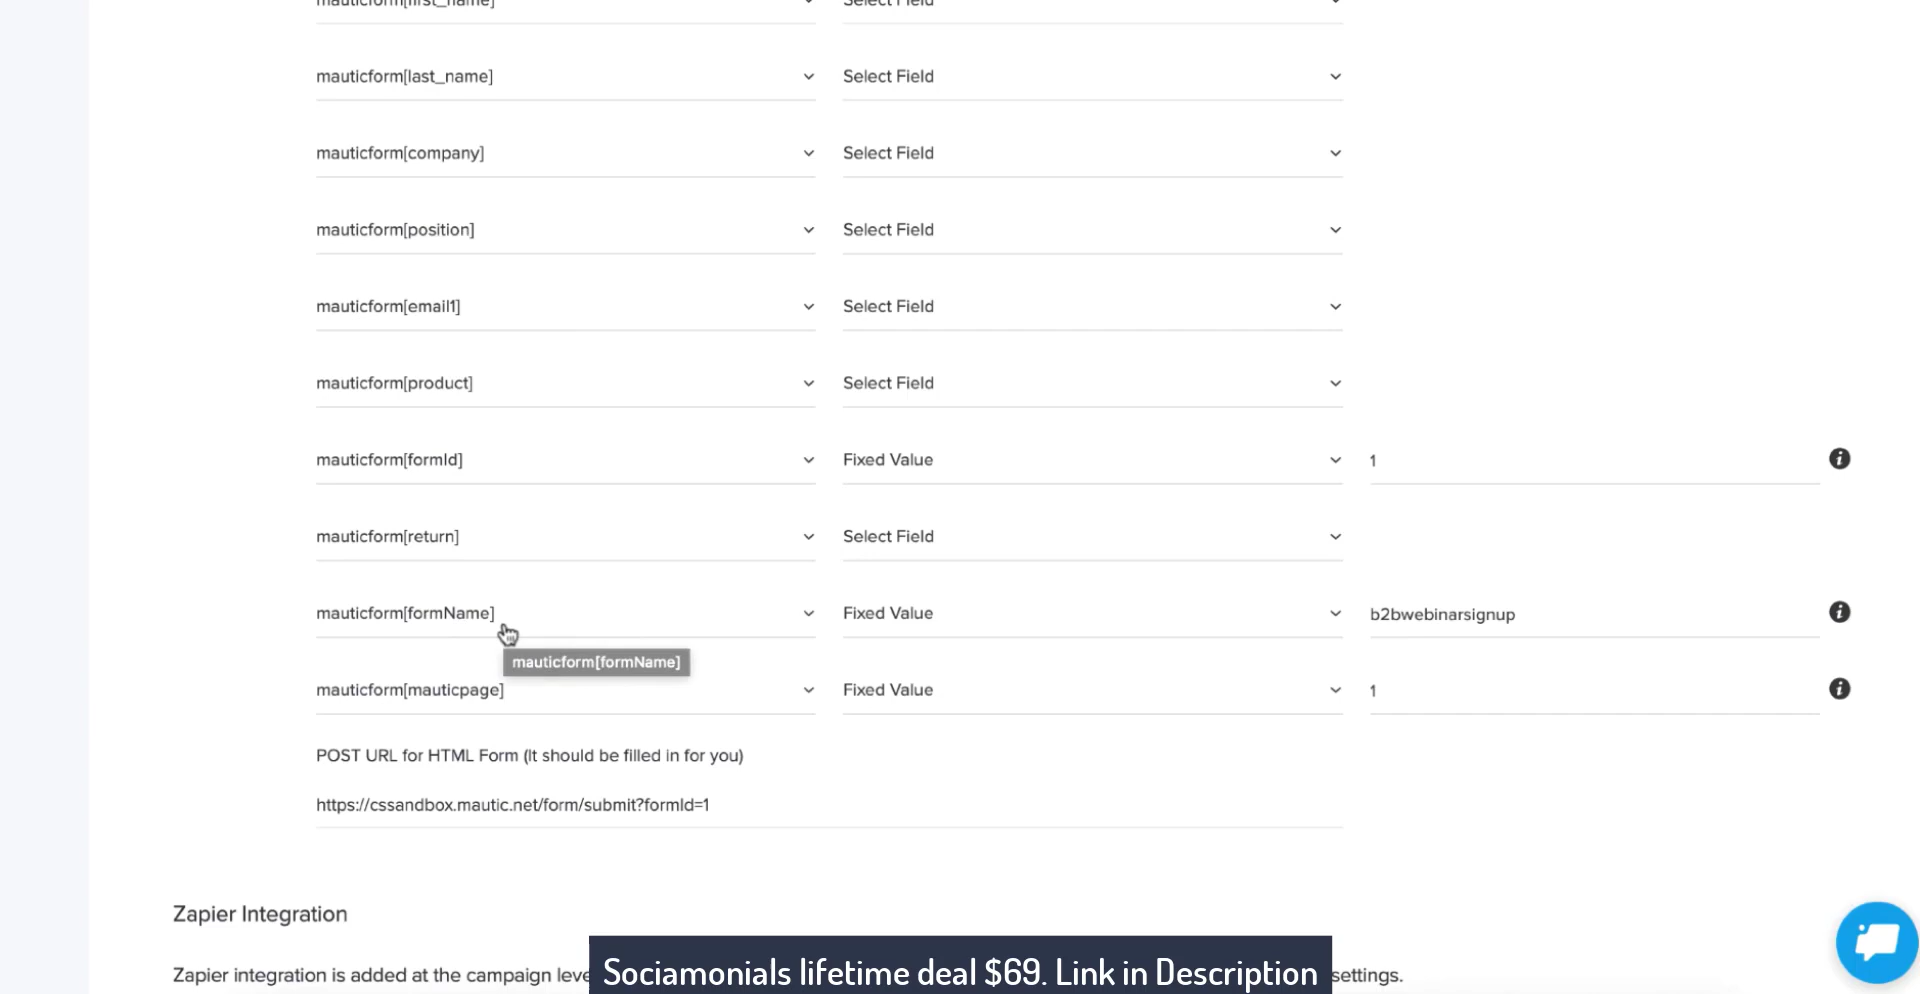 mauticform[first_name] Select Field
mauticform[last_name] Select Field
mauticform[company] Select Field
mauticform[position] Select Field
mauticform[email1] Select Field
mauticform[product] Select Field
mauticform[formId] Fixed Value 1
mauticform[return] Select Field
mauticform[formName] Fixed Value b2bwebinarsignup
mauticform[formName]
mauticform[mauticpage] Fixed Value 1
POST URL for HTML Form (It should be filled in for you)
https://cssandbox.mautic.net/form/submit?formId=1
Zapier Integration
Zapier integration is added at the campaign leve settings.
Sociamonials lifetime deal $69. Link in Description